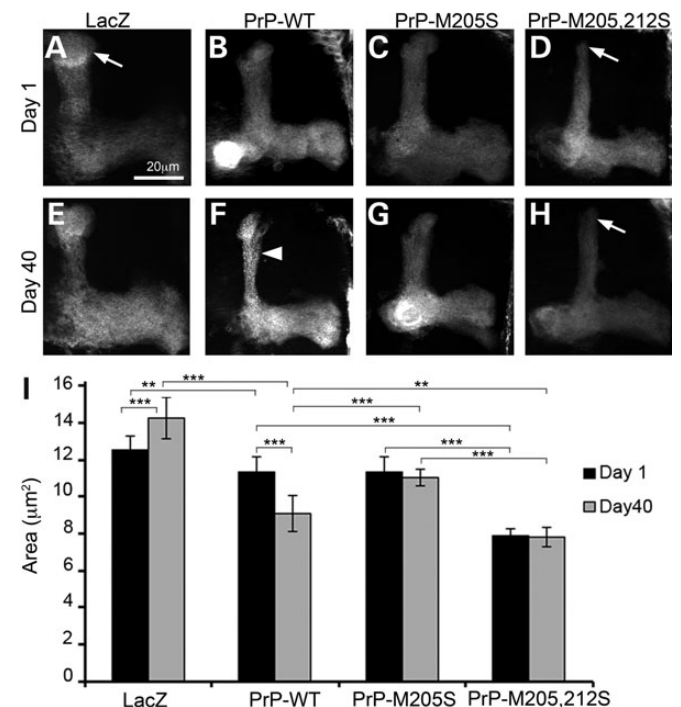 LacZ PrP-WT PrP-M205S PrP-M205,212S
Day 1
A B C D
20μm
Day 40
E F G H
I
16
14
12
10
8
6
4
2
0
Area (μm²)
** *** **
*** ***
*** ***
*** ***
Day 1
Day40
LacZ PrP-WT PrP-M205S PrP-M205,212S